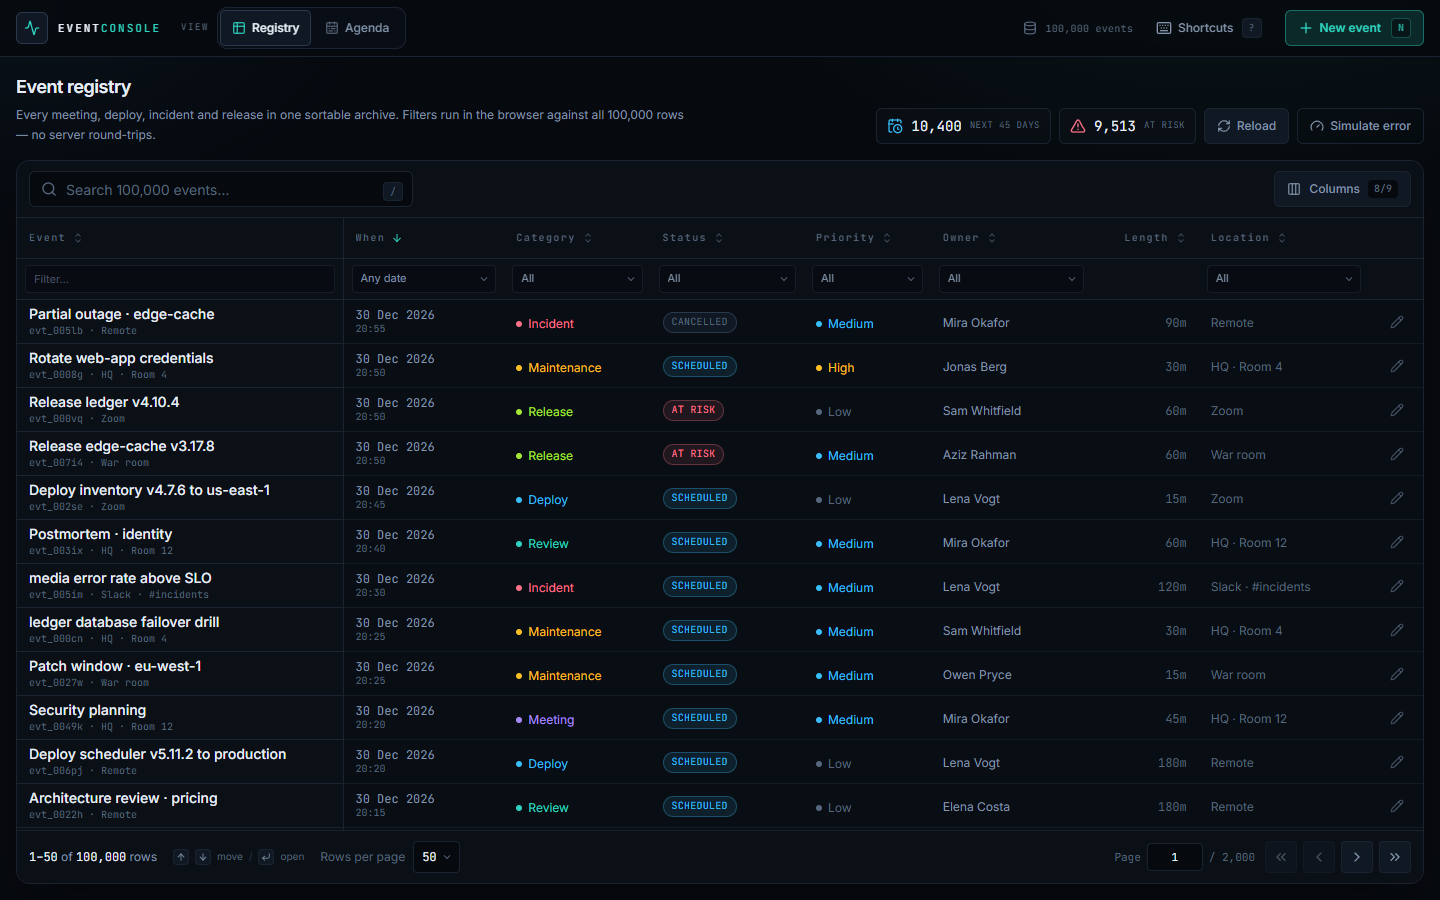 EVENTCONSOLE VIEW Registry Agenda 100,000 events Shortcuts ? New event N
Event registry
Every meeting, deploy, incident and release in one sortable archive. Filters run in the browser against all 100,000 rows
— no server round-trips.
10,400 NEXT 45 DAYS 9,513 AT RISK Reload Simulate error
Search 100,000 events... / Columns 8/9
Event When Category Status Priority Owner Length Location
Filter... Any date All All All All All
Partial outage · edge-cache
evt_005lb · Remote
30 Dec 2026
20:55
Incident CANCELLED Medium Mira Okafor 90m Remote
Rotate web-app credentials
evt_0008g · HQ · Room 4
30 Dec 2026
20:50
Maintenance SCHEDULED High Jonas Berg 30m HQ · Room 4
Release ledger v4.10.4
evt_000vq · Zoom
30 Dec 2026
20:50
Release AT RISK Low Sam Whitfield 60m Zoom
Release edge-cache v3.17.8
evt_007i4 · War room
30 Dec 2026
20:50
Release AT RISK Medium Aziz Rahman 60m War room
Deploy inventory v4.7.6 to us-east-1
evt_002se · Zoom
30 Dec 2026
20:45
Deploy SCHEDULED Low Lena Vogt 15m Zoom
Postmortem · identity
evt_003ix · HQ · Room 12
30 Dec 2026
20:40
Review SCHEDULED Medium Mira Okafor 60m HQ · Room 12
media error rate above SLO
evt_005im · Slack · #incidents
30 Dec 2026
20:30
Incident SCHEDULED Medium Lena Vogt 120m Slack · #incidents
ledger database failover drill
evt_000cn · HQ · Room 4
30 Dec 2026
20:25
Maintenance SCHEDULED Medium Sam Whitfield 30m HQ · Room 4
Patch window · eu-west-1
evt_0027w · War room
30 Dec 2026
20:25
Maintenance SCHEDULED Medium Owen Pryce 15m War room
Security planning
evt_0049k · HQ · Room 12
30 Dec 2026
20:20
Meeting SCHEDULED Medium Mira Okafor 45m HQ · Room 12
Deploy scheduler v5.11.2 to production
evt_006pj · Remote
30 Dec 2026
20:20
Deploy SCHEDULED Low Lena Vogt 180m Remote
Architecture review · pricing
evt_0022h · Remote
30 Dec 2026
20:15
Review SCHEDULED Low Elena Costa 180m Remote
1–50 of 100,000 rows move / open Rows per page 50 Page 1 / 2,000